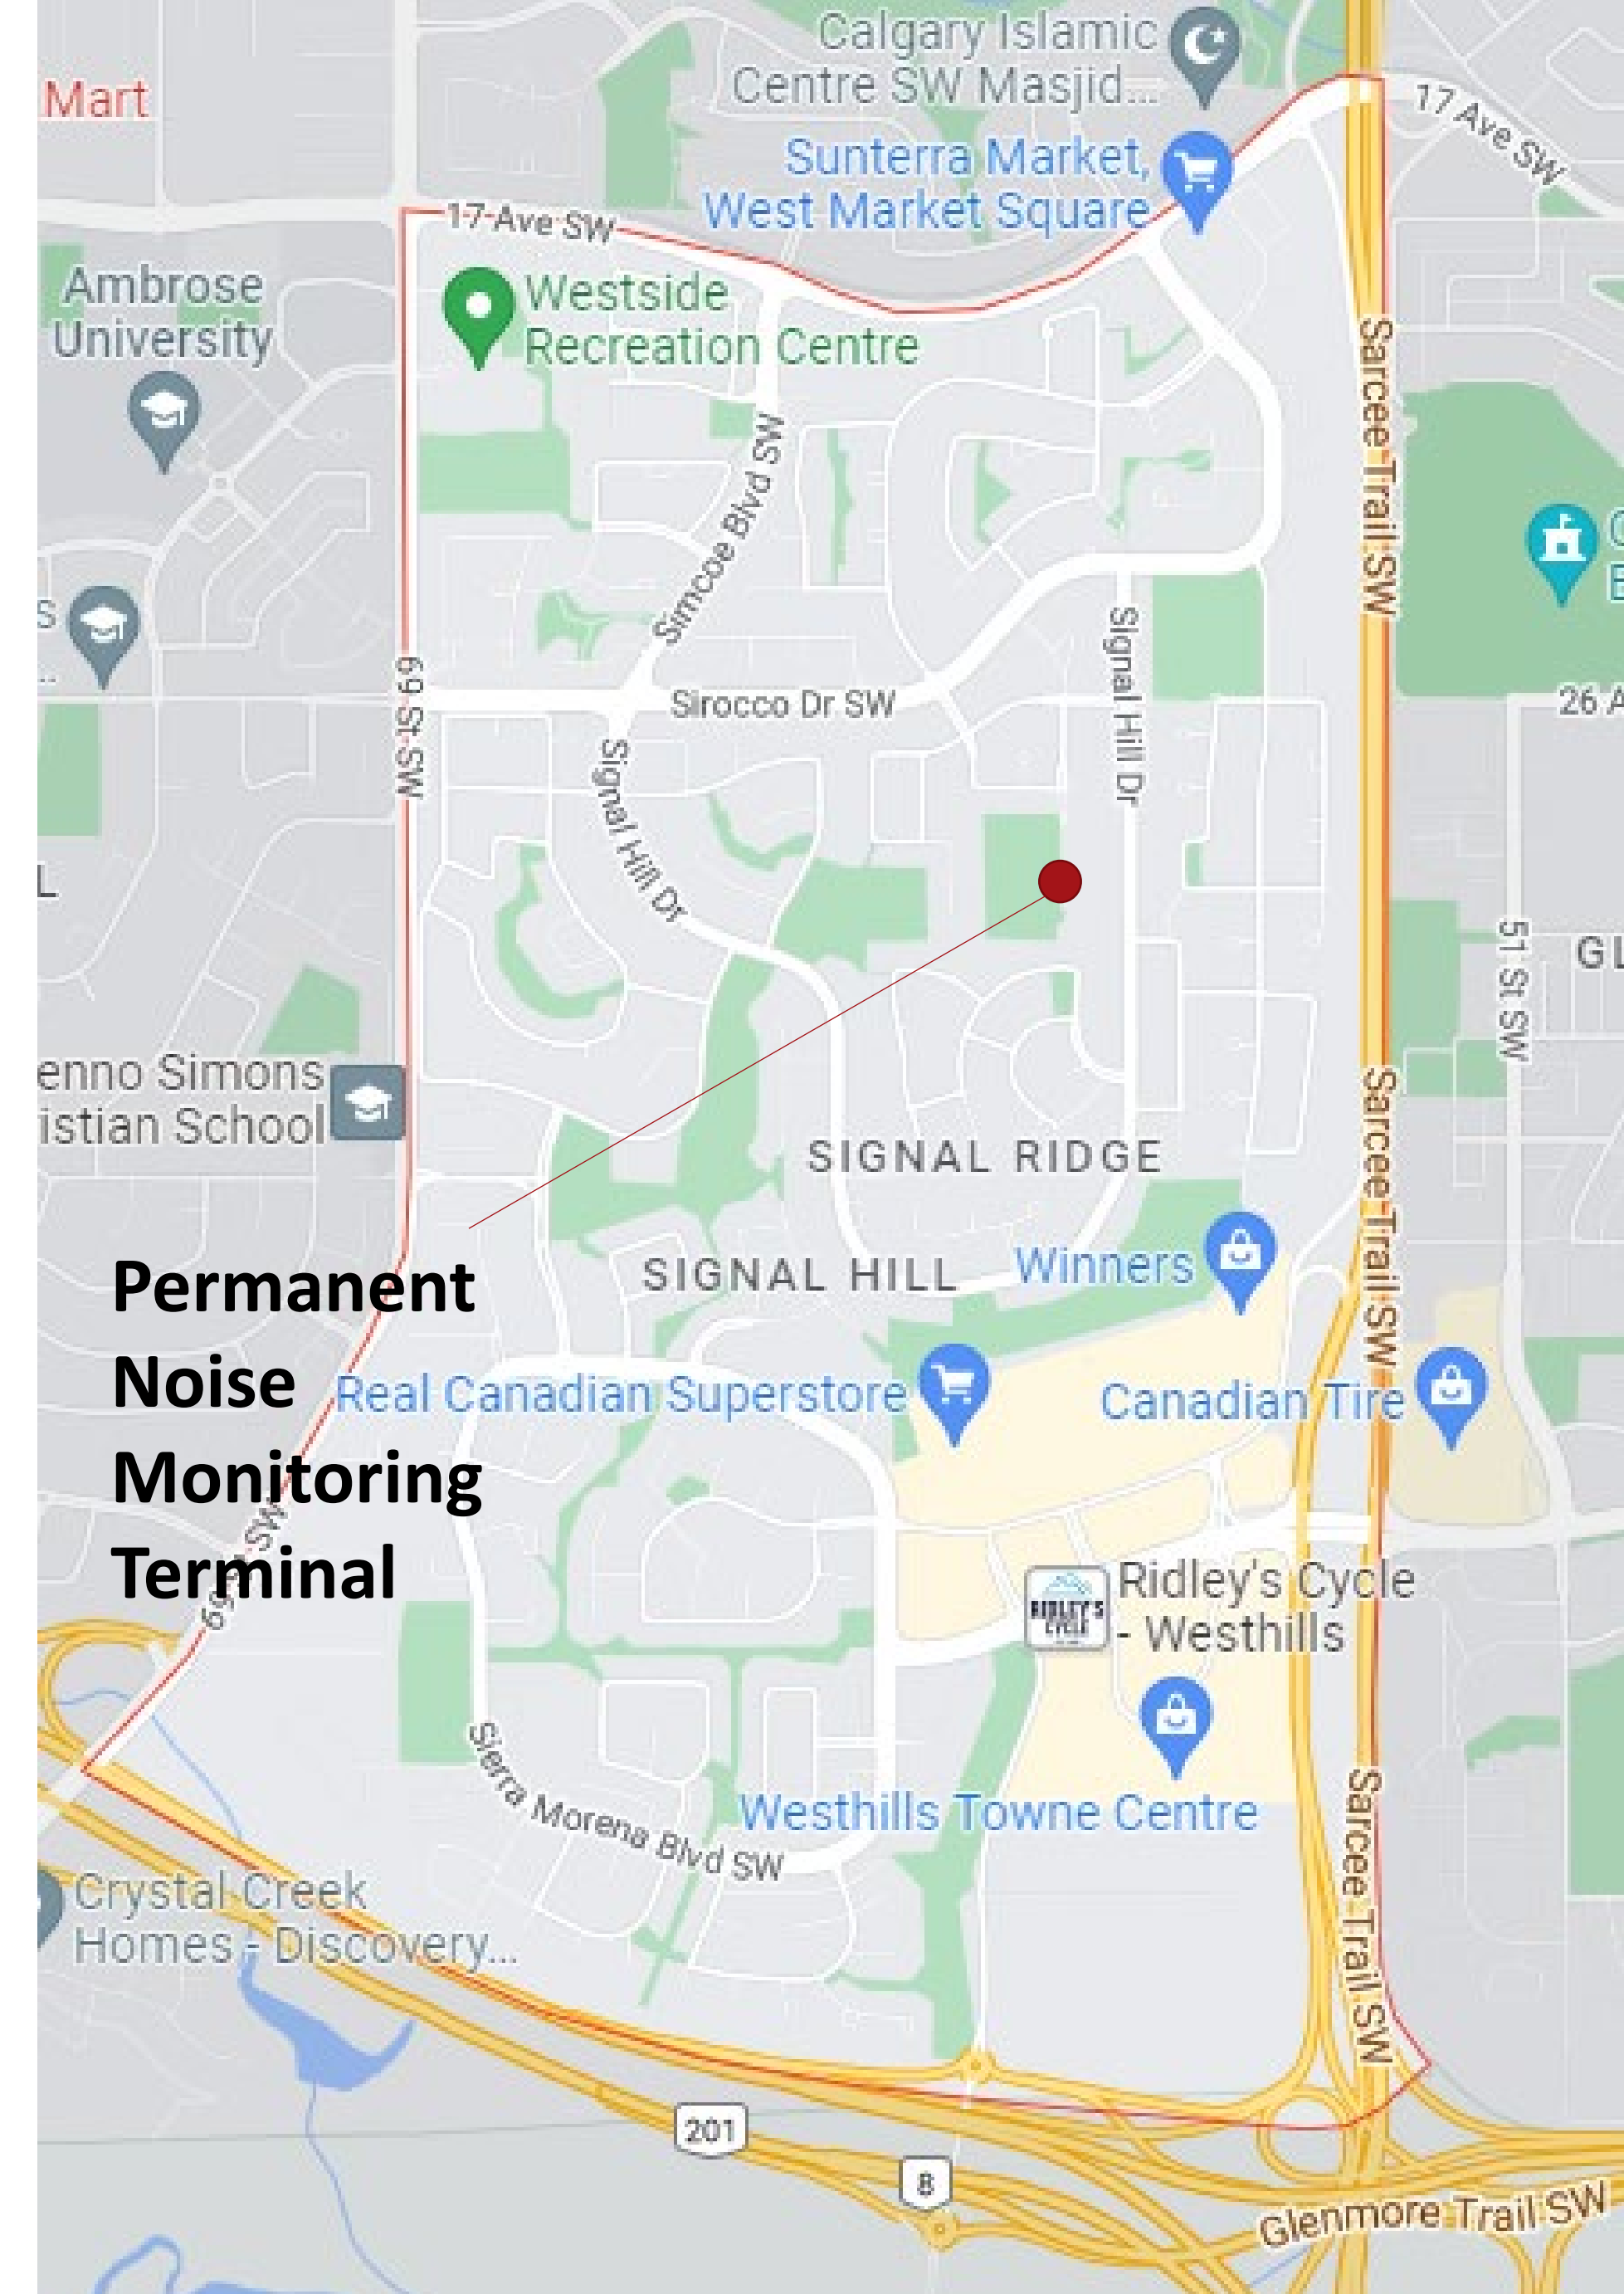 Calgary Islamic
Centre SW Masjid...
Mart
17 Ave SW
Sunterra Market,
West Market Square
17 Ave SW
Ambrose
University
Westside
Recreation Centre
Sarcee Trail SW
Simcoe Blvd SW
Signal Hill Dr
69 St SW
Sirocco Dr SW
26 A
Signal Hill Dr
L
51 St SW
GL
enno Simons
istian School
SIGNAL RIDGE
Sarcee Trail SW
SIGNAL HILL
Winners
Permanent
Noise
Monitoring
Terminal
Real Canadian Superstore
Canadian Tire
69 St SW
RIDLEY'S
CYCLE
Ridley's Cycle
- Westhills
Westhills Towne Centre
Sierra Morena Blvd SW
Sarcee Trail SW
Crystal Creek
Homes - Discovery...
201
8
Glenmore Trail SW